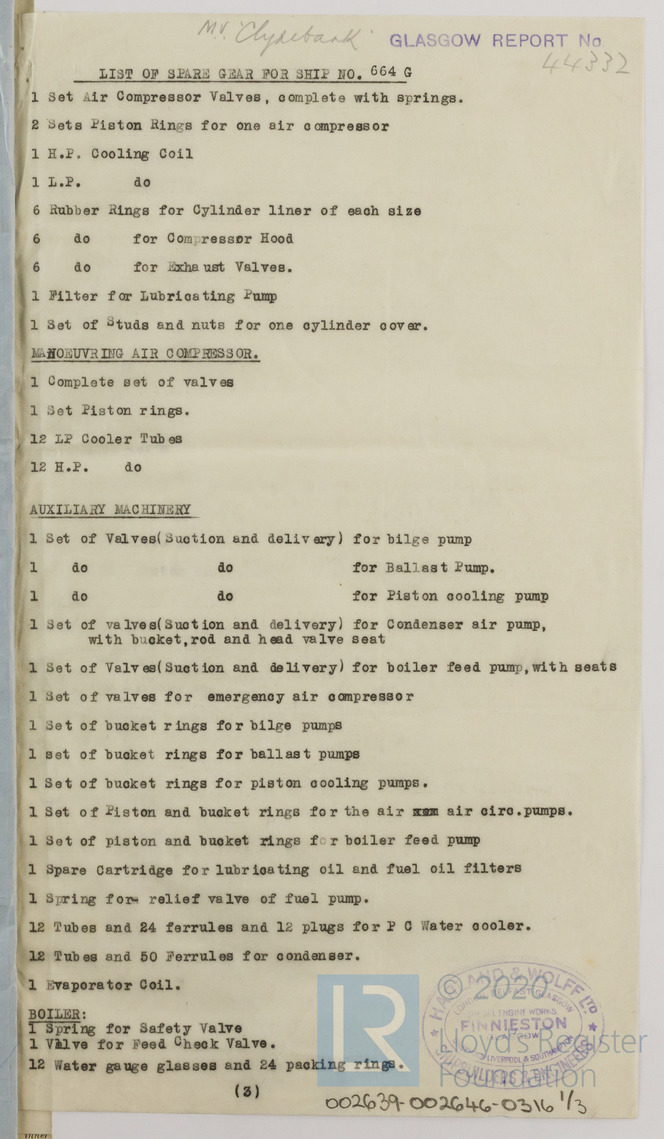 M.V. 'Clydebank'
GLASGOW REPORT No
44332
LIST OF SPARE GEAR FOR SHIP NO. 664 G
1 Set Air Compressor Valves, complete with springs.
2 Sets Piston Rings for one air compressor
1 H.P. Cooling Coil
1 L.P. do
6 Rubber Rings for Cylinder liner of each size
6 do for Compressor Hood
6 do for Exhaust Valves.
1 Filter for Lubricating Pump
1 Set of Studs and nuts for one cylinder cover.
MANOEUVRING AIR COMPRESSOR.
1 Complete set of valves
1 Set Piston rings.
12 LP Cooler Tubes
12 H.P. do
AUXILIARY MACHINERY
1 Set of Valves(Suction and delivery) for bilge pump
1 do do for Ballast Pump.
1 do do for Piston cooling pump
1 Set of valves(Suction and delivery) for Condenser air pump,
with bucket,rod and head valve seat
1 Set of Valves(Suction and delivery) for boiler feed pump,with seats
1 Set of valves for emergency air compressor
1 Set of bucket rings for bilge pumps
1 set of bucket rings for ballast pumps
1 Set of bucket rings for piston cooling pumps.
1 Set of Piston and bucket rings for the air air circ.pumps.
1 Set of piston and bucket rings for boiler feed pump
1 Spare Cartridge for lubricating oil and fuel oil filters
1 Spring for relief valve of fuel pump.
12 Tubes and 24 ferrules and 12 plugs for P C Water cooler.
12 Tubes and 50 Ferrules for condenser.
1 Evaporator Coil.
BOILER:
1 Spring for Safety Valve
1 Valve for Feed Check Valve.
12 Water gauge glasses and 24 packing rings.
(3)
HARLAND & WOLFF LTD.
FINNIESTON
LR
© 2020
Lloyd's Register
Foundation
002639-002646-0316 1/3